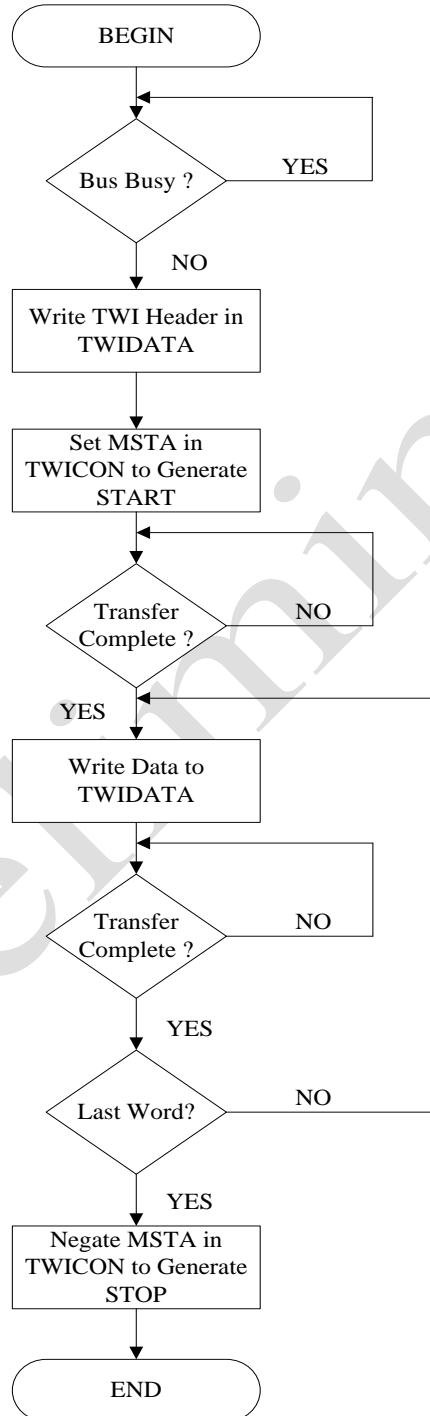 BEGIN
Bus Busy ?
YES
NO
Write TWI Header in
TWIDATA
Set MSTA in
TWICON to Generate
START
Transfer
Complete ?
NO
YES
Write Data to
TWIDATA
Transfer
Complete ?
NO
YES
Last Word?
NO
YES
Negate MSTA in
TWICON to Generate
STOP
END